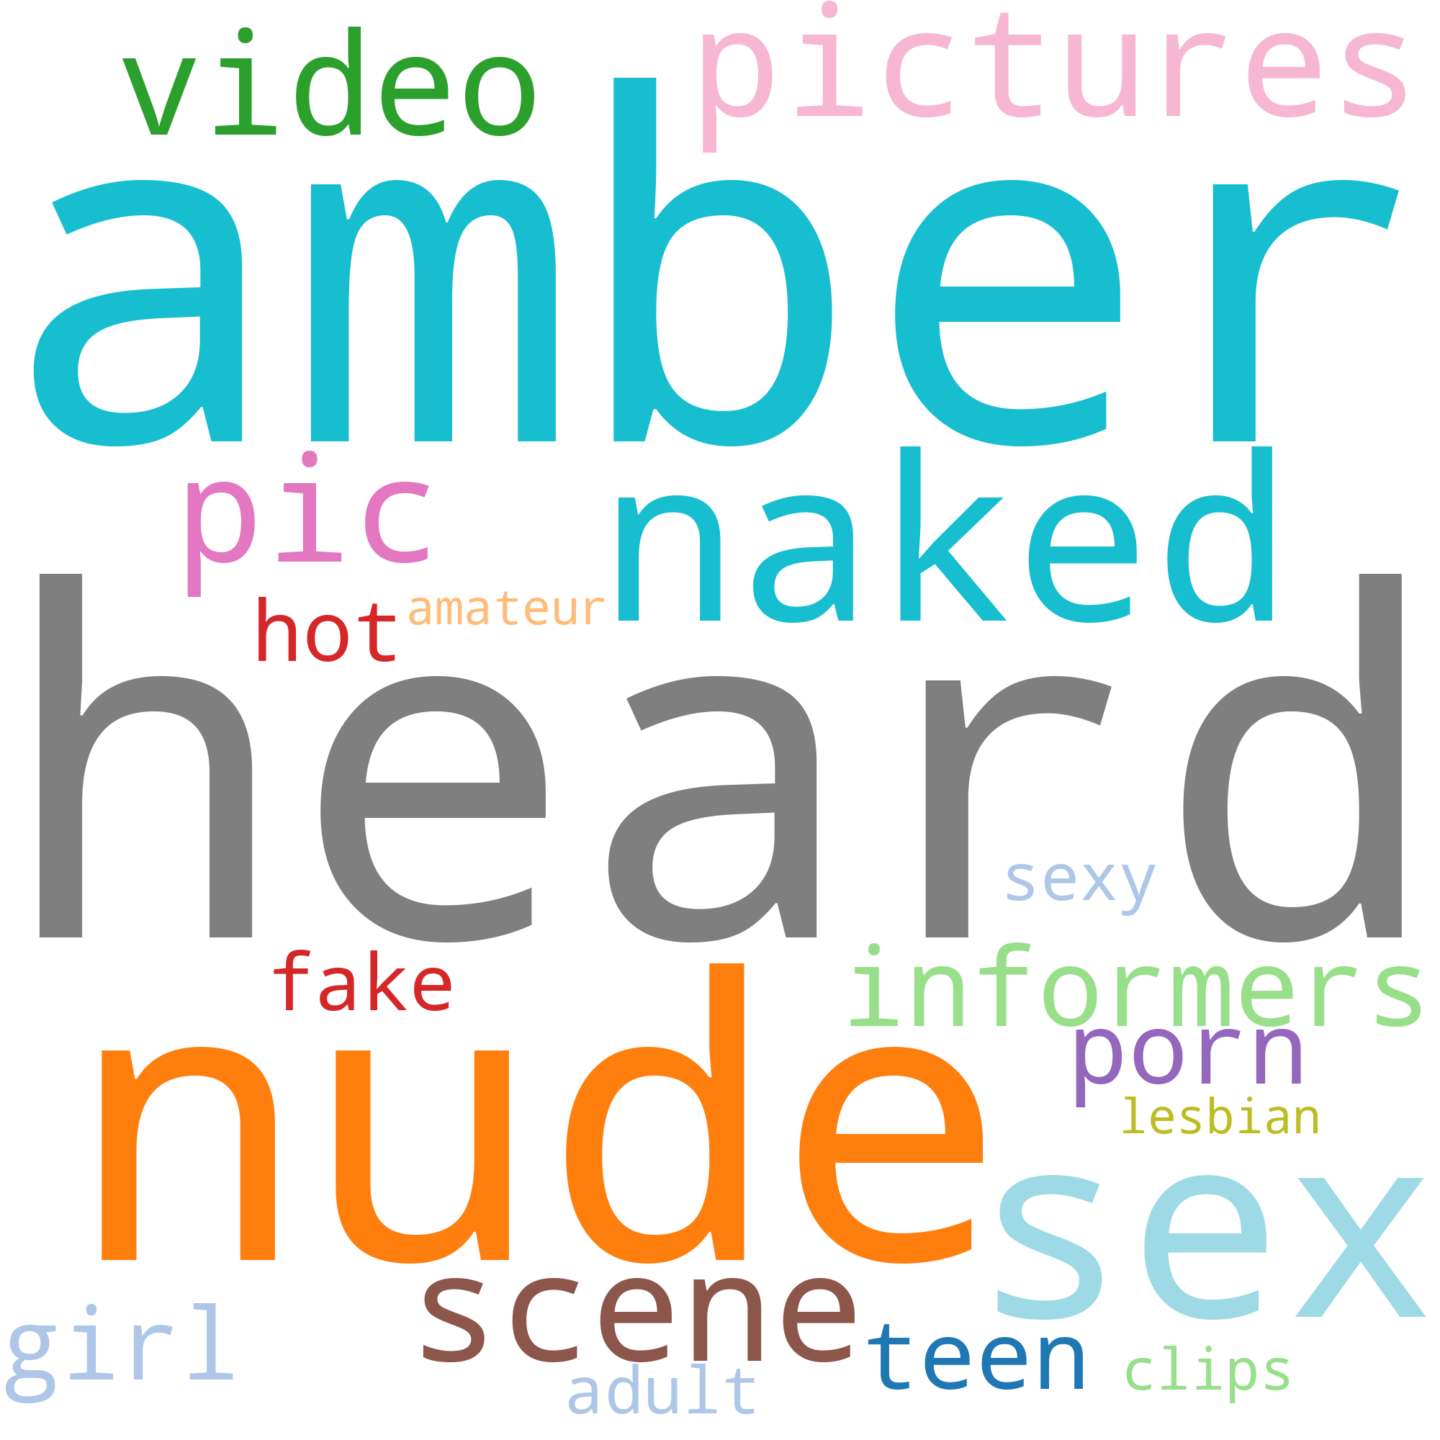 video
pictures
amber
pic
naked
hot
amateur
heard
sexy
fake
informers
nude
porn
lesbian
sex
scene
girl
teen
adult
clips